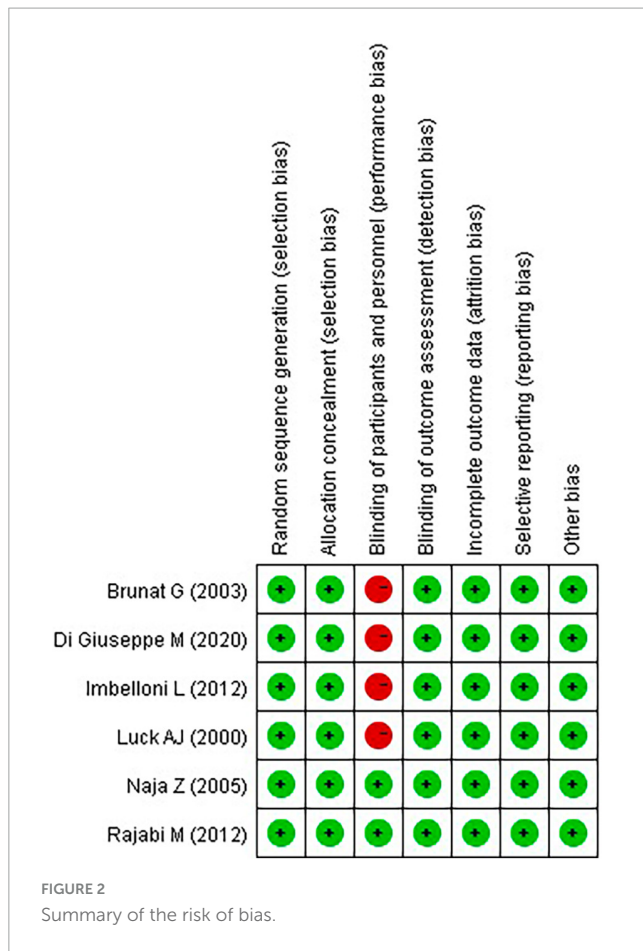 Random sequence generation (selection bias)
Allocation concealment (selection bias)
Blinding of participants and personnel (performance bias)
Blinding of outcome assessment (detection bias)
Incomplete outcome data (attrition bias)
Selective reporting (reporting bias)
Other bias
Brunat G (2003) + + - + + + +
Di Giuseppe M (2020) + + - + + + +
Imbelloni L (2012) + + - + + + +
Luck AJ (2000) + + - + + + +
Naja Z (2005) + + + + + + +
Rajabi M (2012) + + + + + + +
FIGURE 2
Summary of the risk of bias.